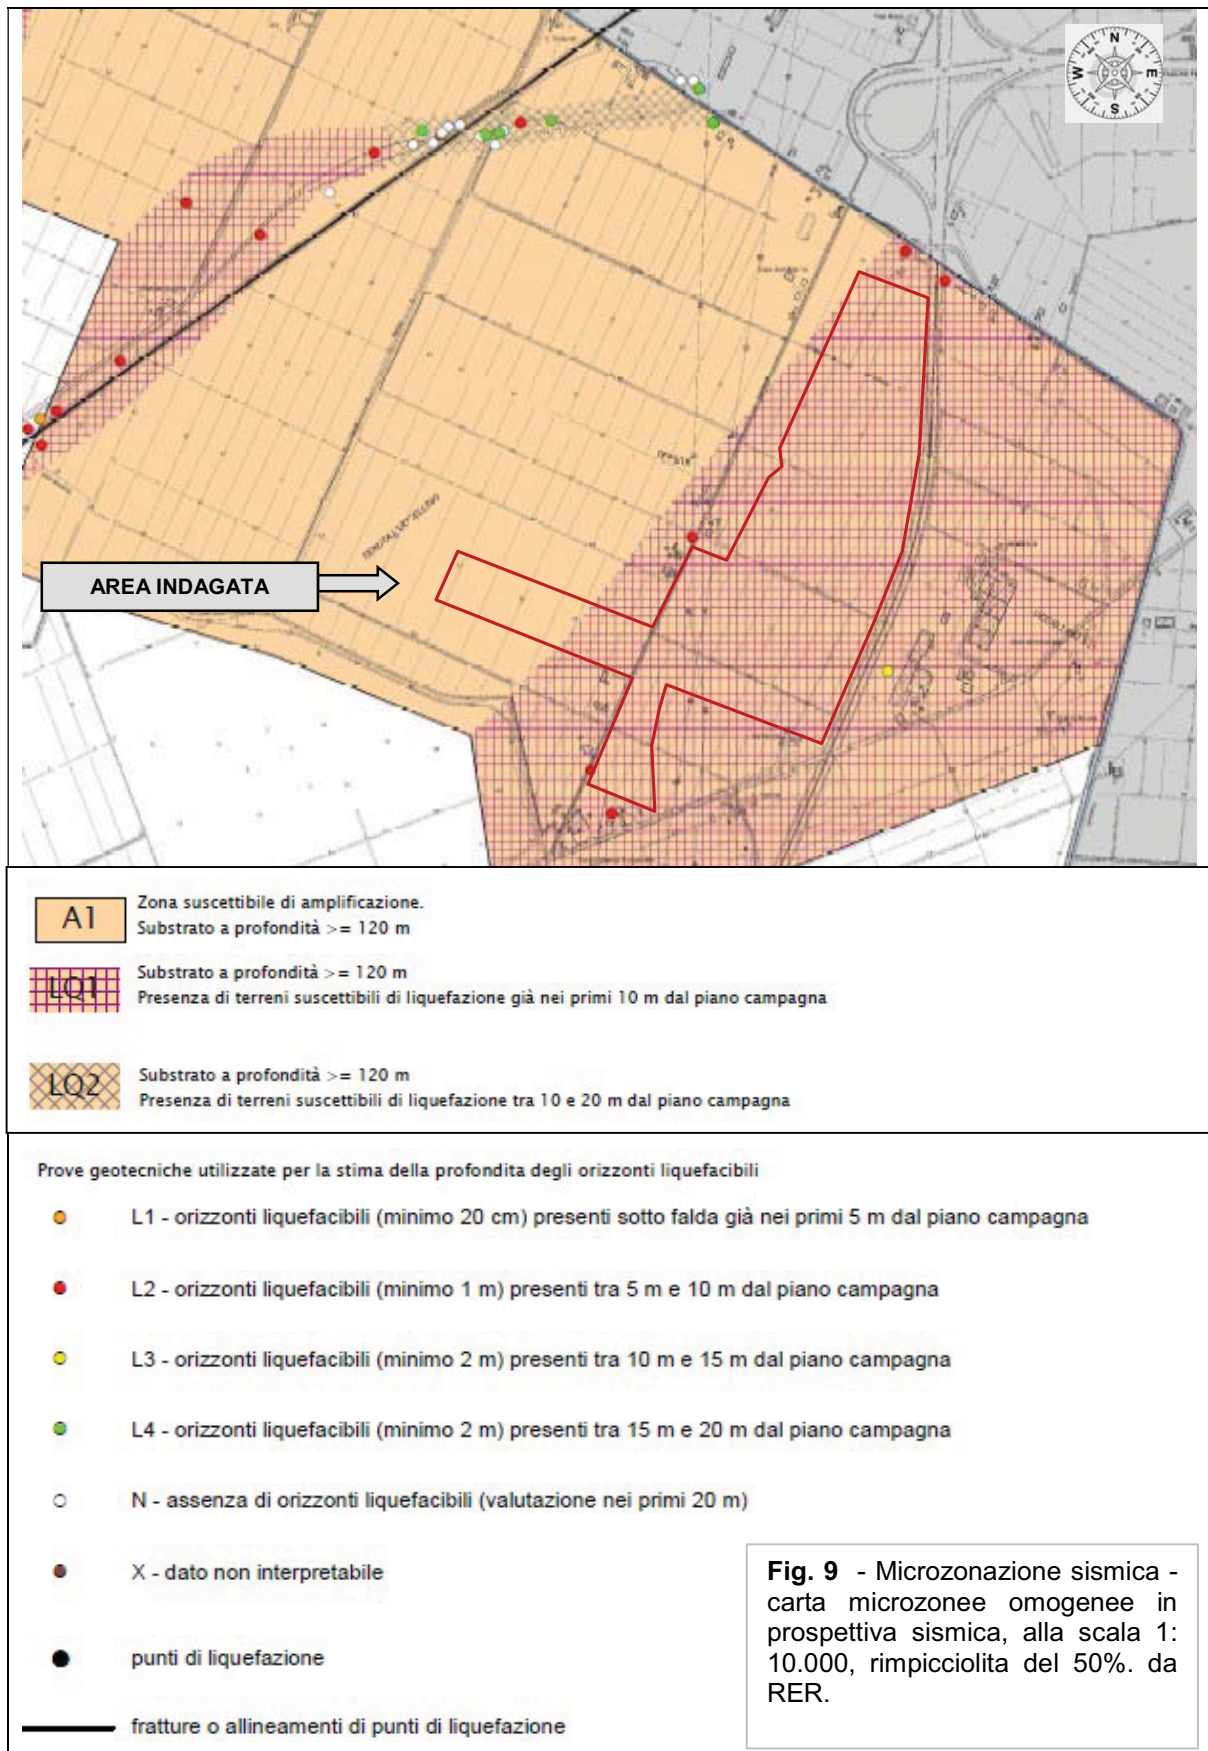 N
W
E
S
AREA INDAGATA
A1
Zona suscettibile di amplificazione.
Substrato a profondità >= 120 m
LQ1
Substrato a profondità >= 120 m
Presenza di terreni suscettibili di liquefazione già nei primi 10 m dal piano campagna
LQ2
Substrato a profondità >= 120 m
Presenza di terreni suscettibili di liquefazione tra 10 e 20 m dal piano campagna
Prove geotecniche utilizzate per la stima della profondita degli orizzonti liquefacibili
L1 - orizzonti liquefacibili (minimo 20 cm) presenti sotto falda già nei primi 5 m dal piano campagna
L2 - orizzonti liquefacibili (minimo 1 m) presenti tra 5 m e 10 m dal piano campagna
L3 - orizzonti liquefacibili (minimo 2 m) presenti tra 10 m e 15 m dal piano campagna
L4 - orizzonti liquefacibili (minimo 2 m) presenti tra 15 m e 20 m dal piano campagna
N - assenza di orizzonti liquefacibili (valutazione nei primi 20 m)
X - dato non interpretabile
punti di liquefazione
fratture o allineamenti di punti di liquefazione
Fig. 9 - Microzonazione sismica -
carta microzonee omogenee in
prospettiva sismica, alla scala 1:
10.000, rimpicciolita del 50%. da
RER.